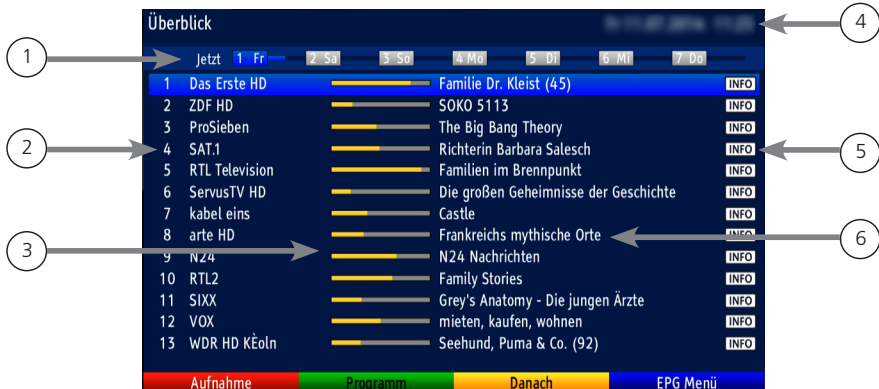 Überblick
4
1
Jetzt 1 Fr 2 Sa 3 So 4 Mo 5 Di 6 Mi 7 Do
1 Das Erste HD Familie Dr. Kleist (45) INFO
2 ZDF HD SOKO 5113 INFO
3 ProSieben The Big Bang Theory INFO
2
4 SAT.1 Richterin Barbara Salesch INFO
5
5 RTL Television Familien im Brennpunkt INFO
6 ServusTV HD Die großen Geheimnisse der Geschichte INFO
7 kabel eins Castle INFO
8 arte HD Frankreichs mythische Orte INFO
6
3
9 N24 N24 Nachrichten INFO
10 RTL2 Family Stories INFO
11 SIXX Grey's Anatomy - Die jungen Ärzte INFO
12 VOX mieten, kaufen, wohnen INFO
13 WDR HD KÈoln Seehund, Puma & Co. (92) INFO
Aufnahme Programm Danach EPG Menü